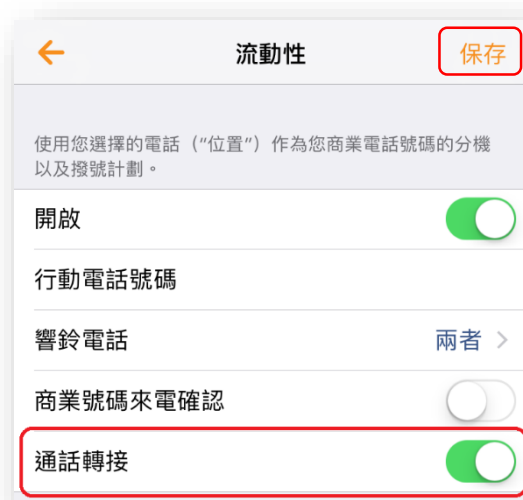 流動性 保存
使用您選擇的電話（“位置”）作為您商業電話號碼的分機
以及撥號計劃。
開啟
行動電話號碼
響鈴電話 兩者
商業號碼來電確認
通話轉接